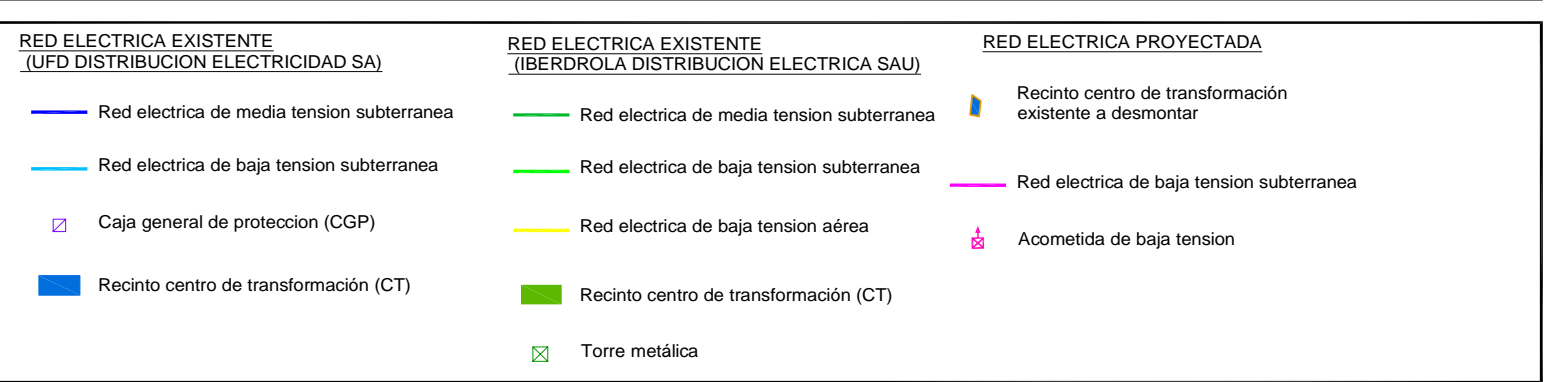 RED ELECTRICA EXISTENTE
(UFD DISTRIBUCION ELECTRICIDAD SA)
Red electrica de media tension subterranea
Red electrica de baja tension subterranea
Caja general de proteccion (CGP)
Recinto centro de transformación (CT)
RED ELECTRICA EXISTENTE
(IBERDROLA DISTRIBUCION ELECTRICA SAU)
Red electrica de media tension subterranea
Red electrica de baja tension subterranea
Red electrica de baja tension aérea
Recinto centro de transformación (CT)
Torre metálica
RED ELECTRICA PROYECTADA
Recinto centro de transformación
existente a desmontar
Red electrica de baja tension subterranea
Acometida de baja tension